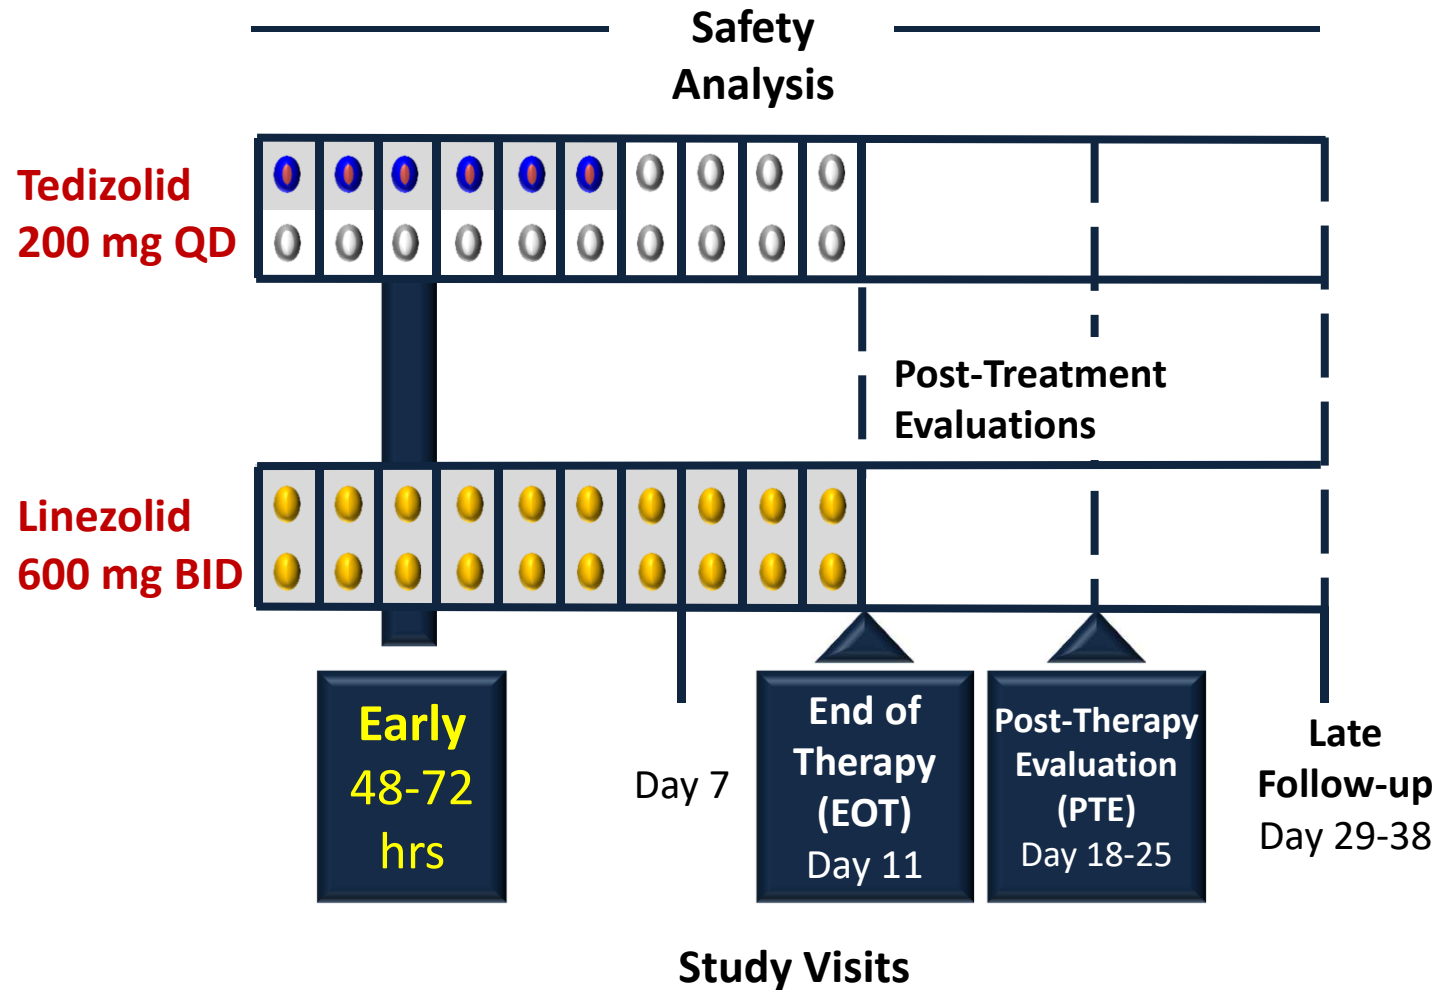 Safety
Analysis
Tedizolid
200 mg QD
Post-Treatment
Evaluations
Linezolid
600 mg BID
Early
48-72
hrs
Day 7
End of
Therapy
(EOT)
Day 11
Post-Therapy
Evaluation
(PTE)
Day 18-25
Late
Follow-up
Day 29-38
Study Visits